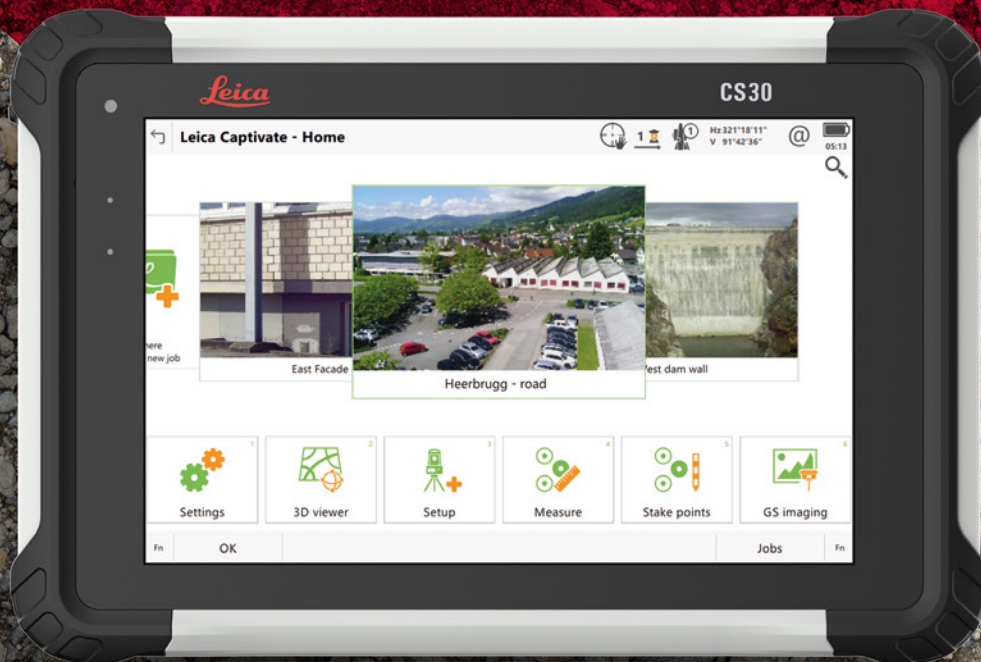 Leica
CS30
Leica Captivate - Home
1
1
Hz 321°18'11"
V 91°42'36"
@
05:13
new job
East Facade
Heerbrugg - road
est dam wall
1
2
3
4
5
6
Settings
3D viewer
Setup
Measure
Stake points
GS imaging
Fn
OK
Jobs
Fn